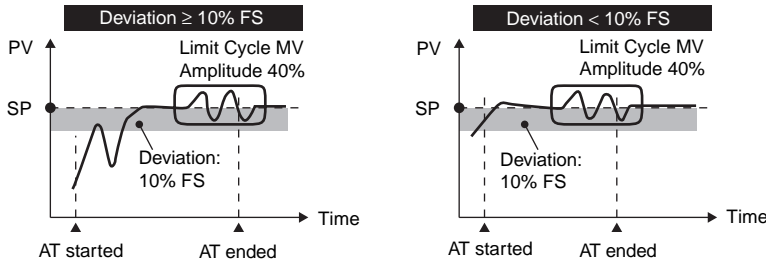 Deviation ≥ 10% FS
PV
Limit Cycle MV
Amplitude 40%
SP
Deviation:
10% FS
Time
AT started
AT ended
Deviation < 10% FS
PV
Limit Cycle MV
Amplitude 40%
SP
Deviation:
10% FS
Time
AT started
AT ended